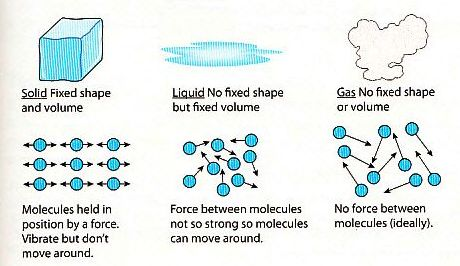 Solid Fixed shape
and volume
Liquid No fixed shape
but fixed volume
Gas No fixed shape
or volume
Molecules held in
position by a force.
Vibrate but don't
move around.
Force between molecules
not so strong so molecules
can move around.
No force between
molecules (ideally).